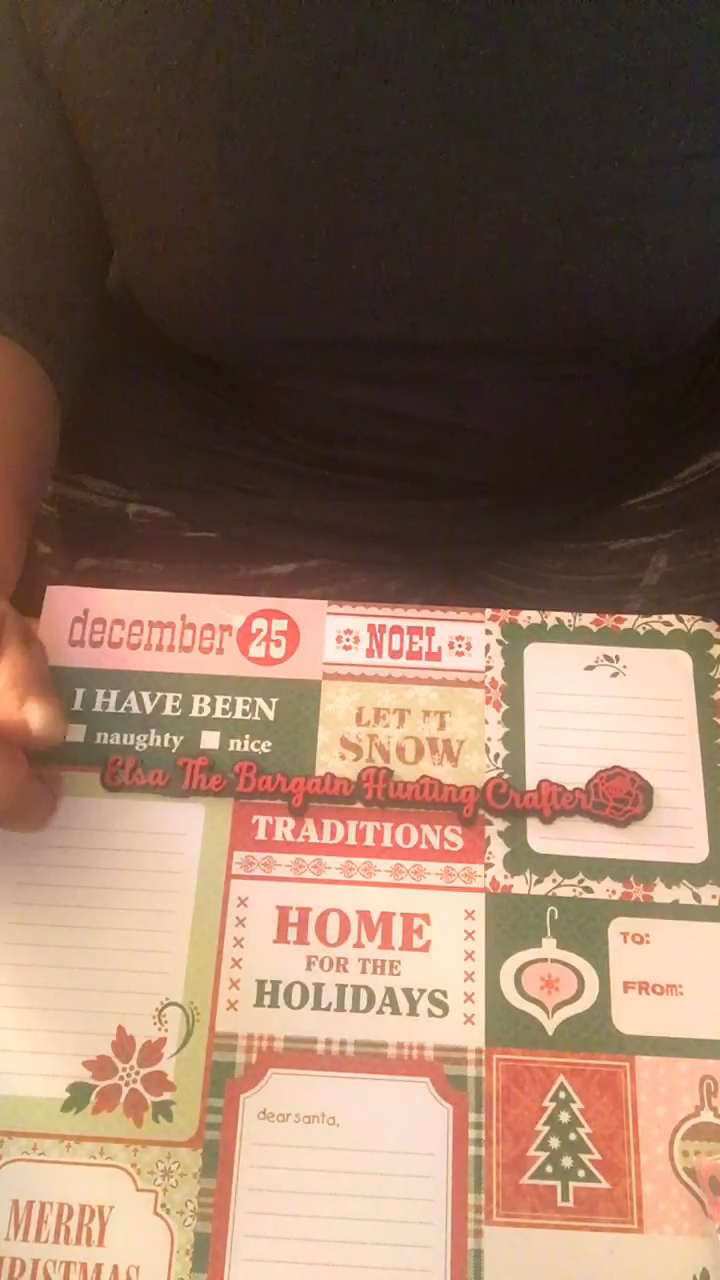 december 25
NOEL
I HAVE BEEN
naughty nice
LET IT
SNOW
Elsa The Bargain Hunting Crafter
TRADITIONS
HOME
FOR THE
HOLIDAYS
TO:
FROM:
dear santa,
MERRY
CHRISTMAS